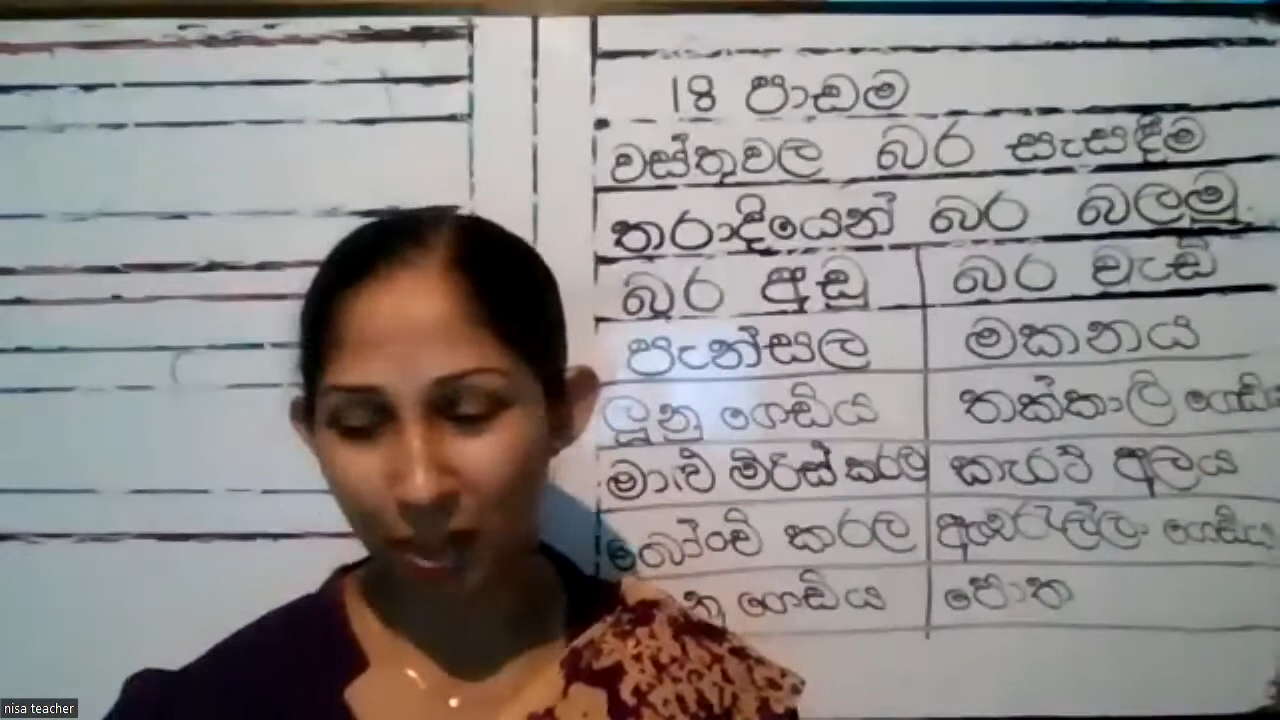 18 පාඩම
වස්තුවල බර සැසඳීම
තරාදියෙන් බර බලමු
බර අඩු බර වැඩි
පැන්සල මකනය
ලූනු ගෙඩිය තක්කාලි ගෙඩිය
මාළු මිරිස් කරල කැරට් අලය
බෝංචි කරල ඇඹරැල්ලා ගෙඩිය
නු ගෙඩිය පොත
nisa teacher